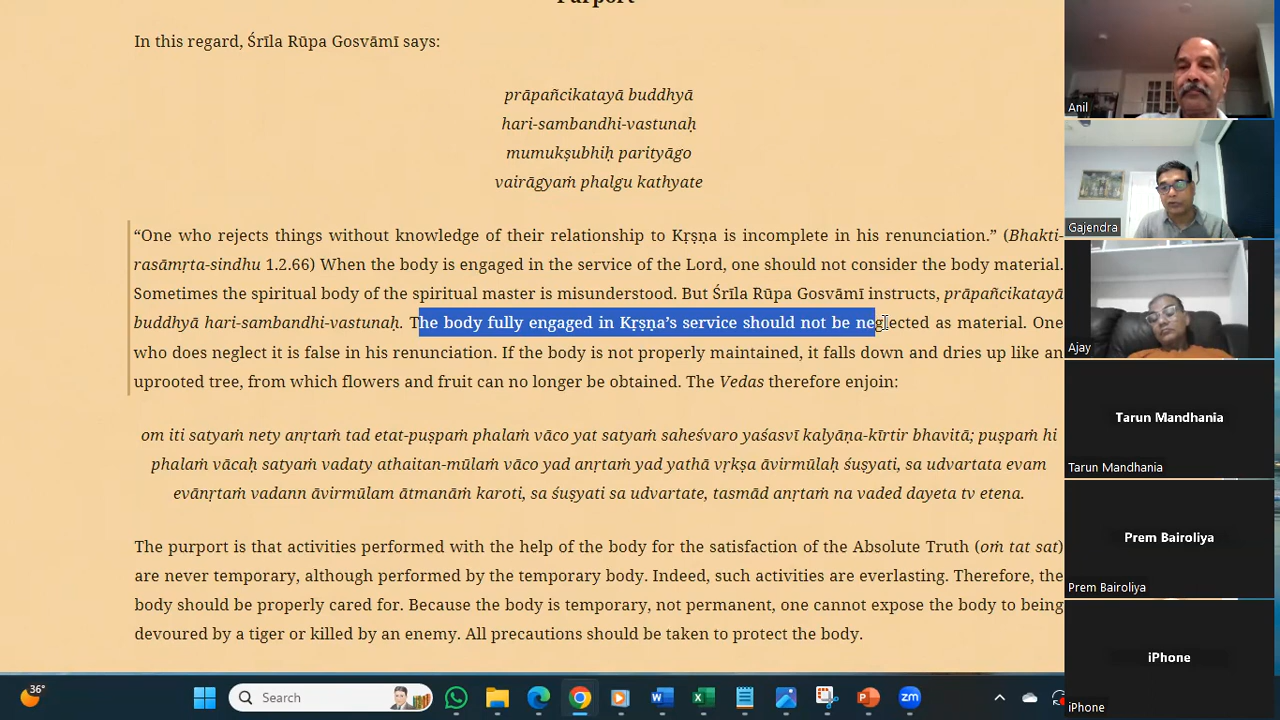 Purport
In this regard, Śrīla Rūpa Gosvāmī says:
prāpañcikatayā buddhyā
hari-sambandhi-vastunaḥ
mumukṣubhiḥ parityāgo
vairāgyaṁ phalgu kathyate
“One who rejects things without knowledge of their relationship to Kṛṣṇa is incomplete in his renunciation.” (Bhakti-
rasāmṛta-sindhu 1.2.66) When the body is engaged in the service of the Lord, one should not consider the body material.
Sometimes the spiritual body of the spiritual master is misunderstood. But Śrīla Rūpa Gosvāmī instructs, prāpañcikatayā
buddhyā hari-sambandhi-vastunaḥ. The body fully engaged in Kṛṣṇa’s service should not be neglected as material. One
who does neglect it is false in his renunciation. If the body is not properly maintained, it falls down and dries up like an
uprooted tree, from which flowers and fruit can no longer be obtained. The Vedas therefore enjoin:
om iti satyaṁ nety anṛtaṁ tad etat-puṣpaṁ phalaṁ vāco yat satyaṁ saheśvaro yaśasvī kalyāṇa-kīrtir bhavitā; puṣpaṁ hi
phalaṁ vācaḥ satyaṁ vadaty athaitan-mūlaṁ vāco yad anṛtaṁ yad yathā vṛkṣa āvirmūlaḥ śuṣyati, sa udvartata evam
evānṛtaṁ vadann āvirmūlam ātmānāṁ karoti, sa śuṣyati sa udvartate, tasmād anṛtaṁ na vaded dayeta tv etena.
The purport is that activities performed with the help of the body for the satisfaction of the Absolute Truth (oṁ tat sat)
are never temporary, although performed by the temporary body. Indeed, such activities are everlasting. Therefore, the
body should be properly cared for. Because the body is temporary, not permanent, one cannot expose the body to being
devoured by a tiger or killed by an enemy. All precautions should be taken to protect the body.
Anil
Gajendra
Ajay
Tarun Mandhania
Tarun Mandhania
Prem Bairoliya
Prem Bairoliya
iPhone
iPhone
36°
Search
zm